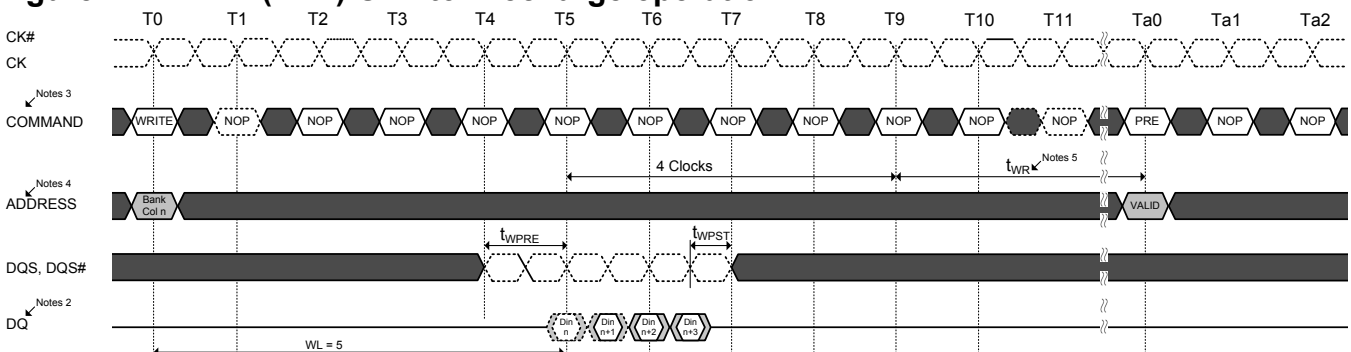 T0 T1 T2 T3 T4 T5 T6 T7 T8 T9 T10 T11 Ta0 Ta1 Ta2
CK#
CK
Notes 3
COMMAND WRITE NOP NOP NOP NOP NOP NOP NOP NOP NOP NOP NOP PRE NOP NOP
4 Clocks tWR Notes 5
Notes 4
ADDRESS Bank Col n VALID
tWPRE tWPST
DQS, DQS#
Notes 2
DQ Din n Din n+1 Din n+2 Din n+3
WL = 5